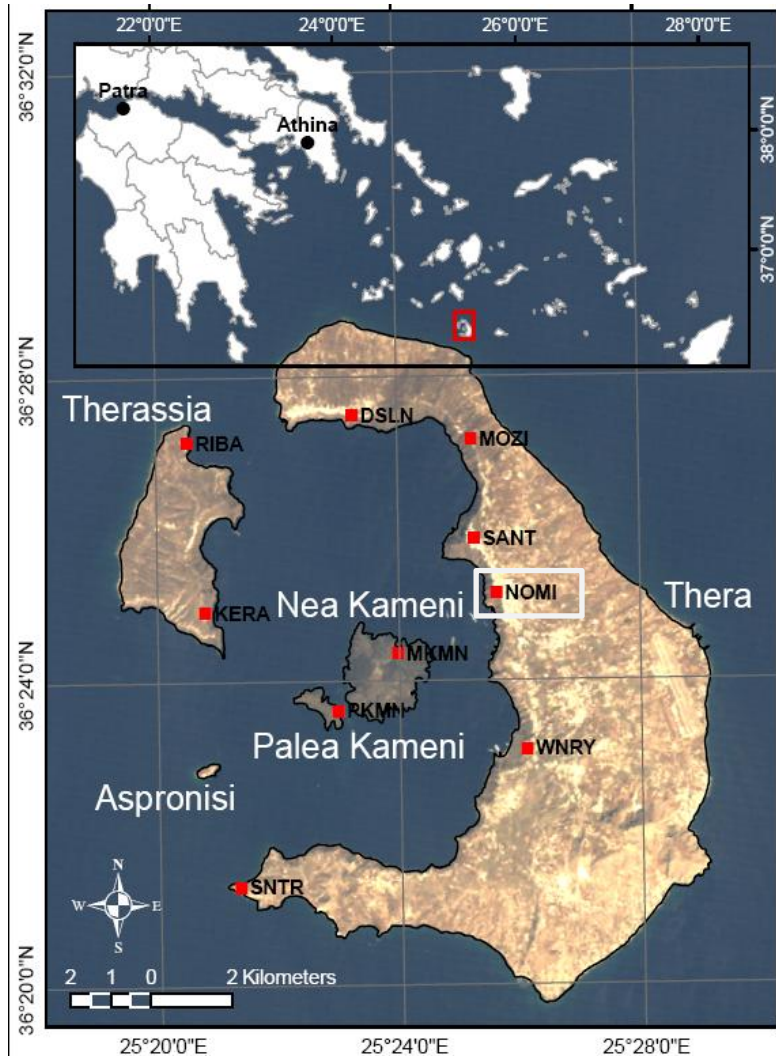 22°0'0"E 24°0'0"E 26°0'0"E 28°0'0"E
36°32'0"N
Patra
Athina
38°0'0"N
37°0'0"N
36°28'0"N
Therassia
DSLN
RIBA
MOZI
SANT
NOMI
Nea Kameni
Thera
KERA
MKMN
36°24'0"N
PKMN
Palea Kameni
WNRY
Aspronisi
N
W E
S
SNTR
2 1 0 2 Kilometers
36°20'0"N
25°20'0"E 25°24'0"E 25°28'0"E